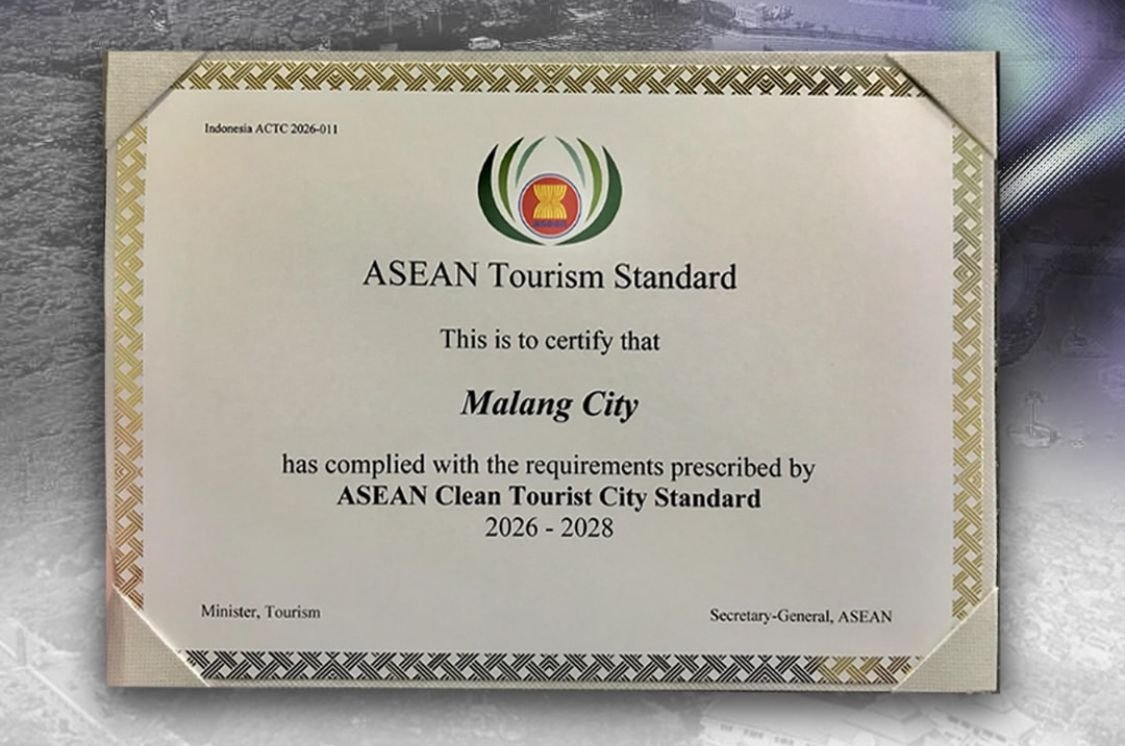 Indonesia ACTC 2026-011
ASEAN Tourism Standard
This is to certify that
Malang City
has complied with the requirements prescribed by
ASEAN Clean Tourist City Standard
2026 - 2028
Minister, Tourism
Secretary-General, ASEAN